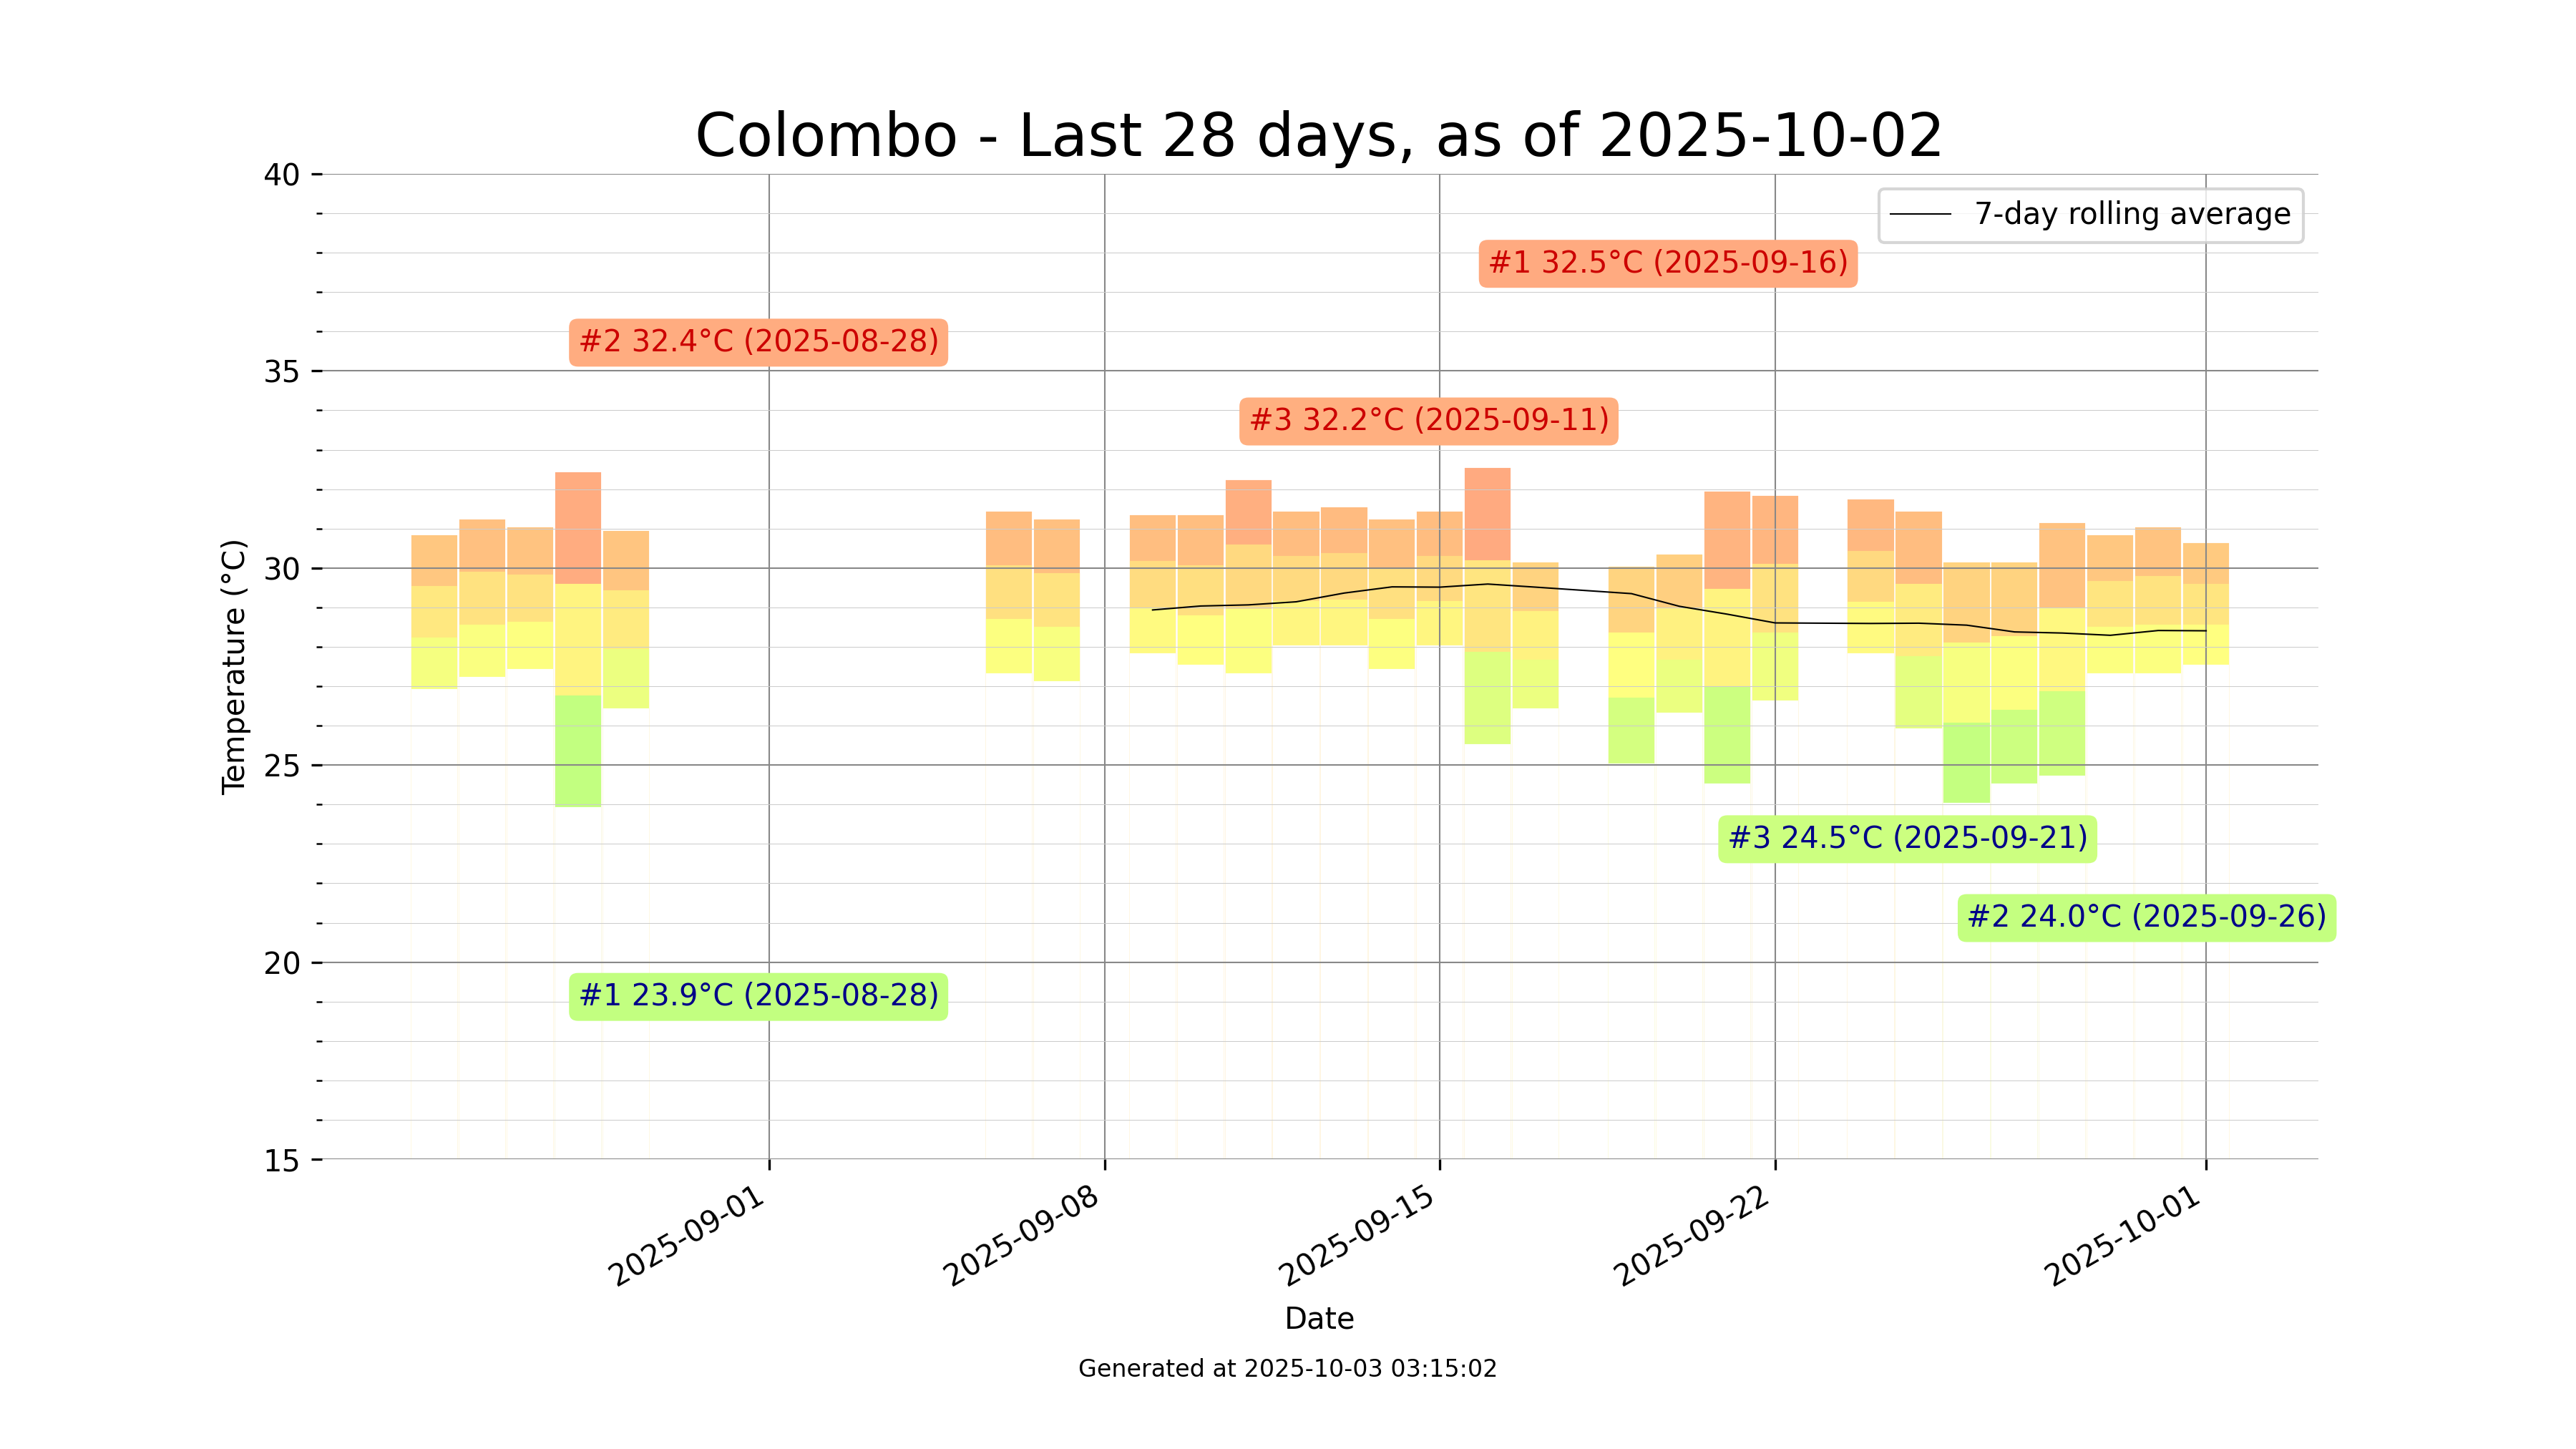 Colombo - Last 28 days, as of 2025-10-02
7-day rolling average
#1 32.5°C (2025-09-16)
#2 32.4°C (2025-08-28)
#3 32.2°C (2025-09-11)
#3 24.5°C (2025-09-21)
#2 24.0°C (2025-09-26)
#1 23.9°C (2025-08-28)
Temperature (°C)
40
35
30
25
20
15
2025-09-01
2025-09-08
2025-09-15
2025-09-22
2025-10-01
Date
Generated at 2025-10-03 03:15:02